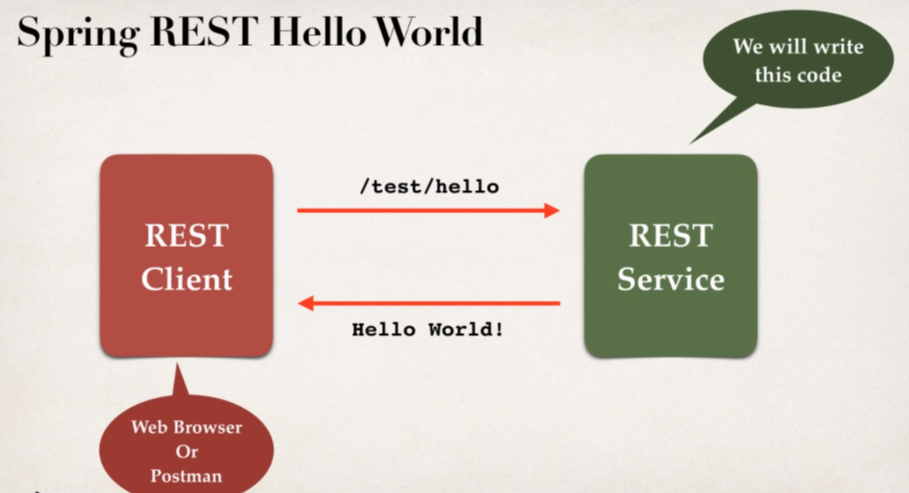 Spring REST Hello World
We will write
this code
/test/hello
REST
Client
REST
Service
Hello World!
Web Browser
Or
Postman